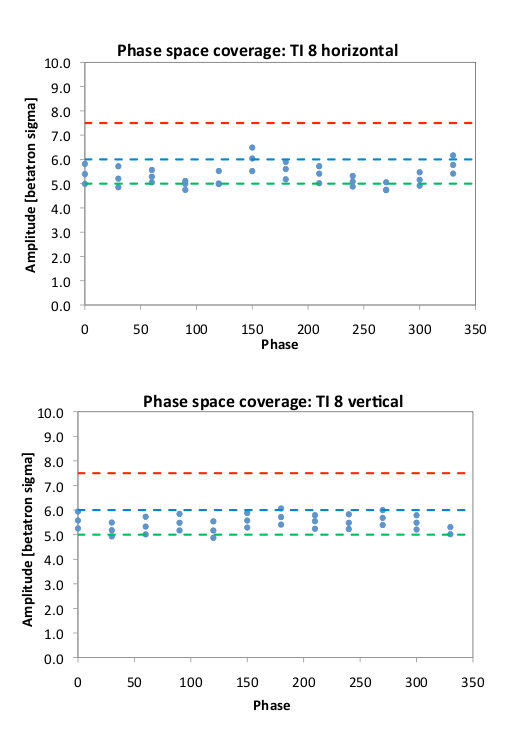 Phase space coverage: TI 8 horizontal
Amplitude [betatron sigma]
10.0
9.0
8.0
7.0
6.0
5.0
4.0
3.0
2.0
1.0
0.0
0 50 100 150 200 250 300 350
Phase
Phase space coverage: TI 8 vertical
Amplitude [betatron sigma]
10.0
9.0
8.0
7.0
6.0
5.0
4.0
3.0
2.0
1.0
0.0
0 50 100 150 200 250 300 350
Phase